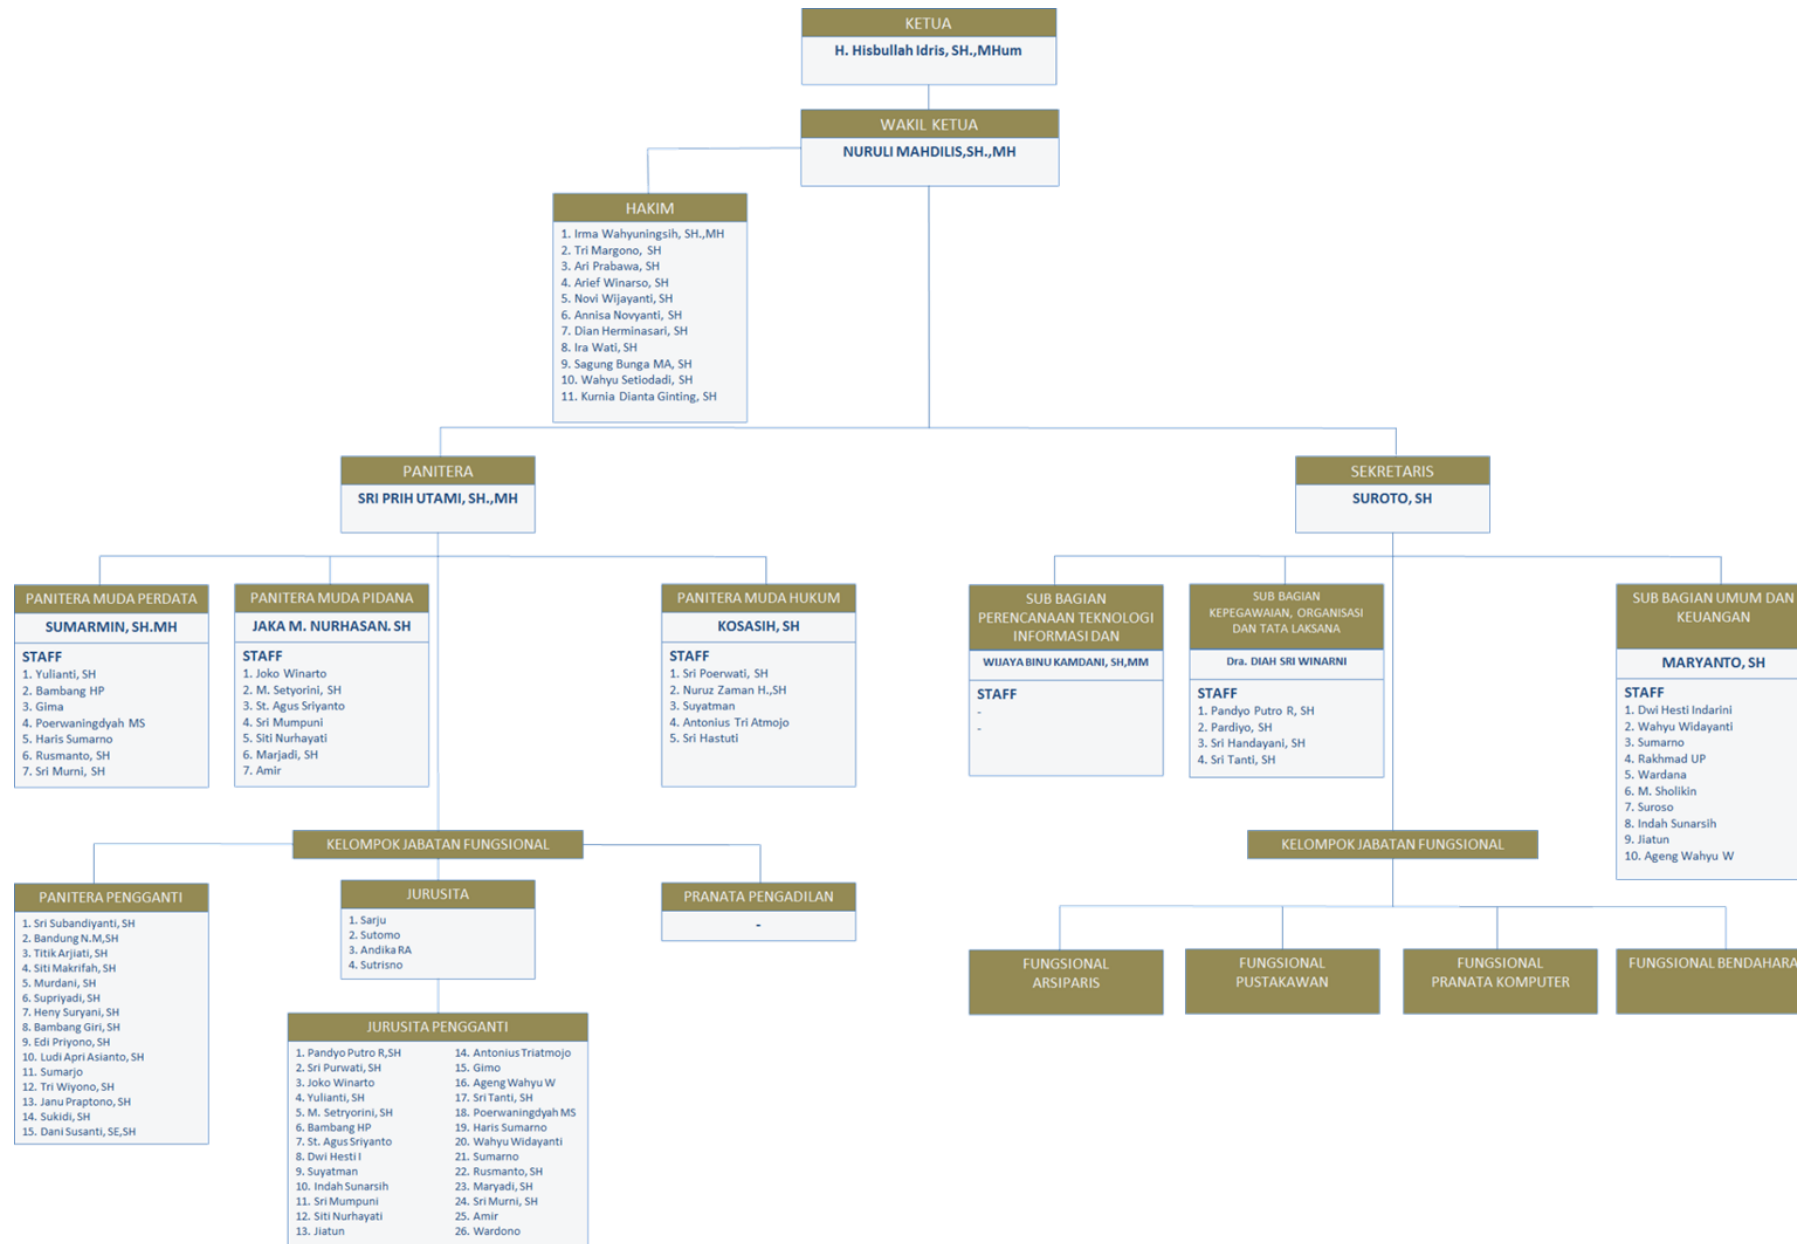 KETUA
H. Hisbullah Idris, SH.,MHum
WAKIL KETUA
NURULI MAHDILIS,SH.,MH
HAKIM
1. Irma Wahyuningsih, SH.,MH
2. Tri Margono, SH
3. Ari Prabawa, SH
4. Arief Winarso, SH
5. Novi Wijayanti, SH
6. Annisa Novyanti, SH
7. Dian Herminasari, SH
8. Ira Wati, SH
9. Sagung Bunga MA, SH
10. Wahyu Setiodadi, SH
11. Kurnia Dianta Ginting, SH
PANITERA
SRI PRIH UTAMI, SH.,MH
SEKRETARIS
SUROTO, SH
PANITERA MUDA PERDATA
SUMARMIN, SH.MH
STAFF
1. Yulianti, SH
2. Bambang HP
3. Gima
4. Poerwaningdyah MS
5. Haris Sumarno
6. Rusmanto, SH
7. Sri Murni, SH
PANITERA MUDA PIDANA
JAKA M. NURHASAN. SH
STAFF
1. Joko Winarto
2. M. Setyorini, SH
3. St. Agus Sriyanto
4. Sri Mumpuni
5. Siti Nurhayati
6. Marjadi, SH
7. Amir
PANITERA MUDA HUKUM
KOSASIH, SH
STAFF
1. Sri Poerwati, SH
2. Nuruz Zaman H.,SH
3. Suyatman
4. Antonius Tri Atmojo
5. Sri Hastuti
SUB BAGIAN
PERENCANAAN TEKNOLOGI
INFORMASI DAN
WIJAYA BINU KAMDANI, SH,MM
STAFF
-
-
SUB BAGIAN
KEPEGAWAIAN, ORGANISASI
DAN TATA LAKSANA
Dra. DIAH SRI WINARNI
STAFF
1. Pandyo Putro R, SH
2. Pardiyo, SH
3. Sri Handayani, SH
4. Sri Tanti, SH
SUB BAGIAN UMUM DAN
KEUANGAN
MARYANTO, SH
STAFF
1. Dwi Hesti Indarini
2. Wahyu Widayanti
3. Sumarno
4. Rakhmad UP
5. Wardana
6. M. Sholikin
7. Suroso
8. Indah Sunarsih
9. Jiatun
10. Ageng Wahyu W
KELOMPOK JABATAN FUNGSIONAL
PANITERA PENGGANTI
1. Sri Subandiyanti, SH
2. Bandung N.M,SH
3. Titik Arjiati, SH
4. Siti Makrifah, SH
5. Murdani, SH
6. Supriyadi, SH
7. Heny Suryani, SH
8. Bambang Giri, SH
9. Edi Priyono, SH
10. Ludi Apri Asianto, SH
11. Sumarjo
12. Tri Wiyono, SH
13. Janu Praptono, SH
14. Sukidi, SH
15. Dani Susanti, SE,SH
JURUSITA
1. Sarju
2. Sutomo
3. Andika RA
4. Sutrisno
PRANATA PENGADILAN
-
JURUSITA PENGGANTI
1. Pandyo Putro R,SH
2. Sri Purwati, SH
3. Joko Winarto
4. Yulianti, SH
5. M. Setryorini, SH
6. Bambang HP
7. St. Agus Sriyanto
8. Dwi Hesti I
9. Suyatman
10. Indah Sunarsih
11. Sri Mumpuni
12. Siti Nurhayati
13. Jiatun
14. Antonius Triatmojo
15. Gimo
16. Ageng Wahyu W
17. Sri Tanti, SH
18. Poerwaningdyah MS
19. Haris Sumarno
20. Wahyu Widayanti
21. Sumarno
22. Rusmanto, SH
23. Maryadi, SH
24. Sri Murni, SH
25. Amir
26. Wardono
KELOMPOK JABATAN FUNGSIONAL
FUNGSIONAL
ARSIPARIS
FUNGSIONAL
PUSTAKAWAN
FUNGSIONAL
PRANATA KOMPUTER
FUNGSIONAL BENDAHARA